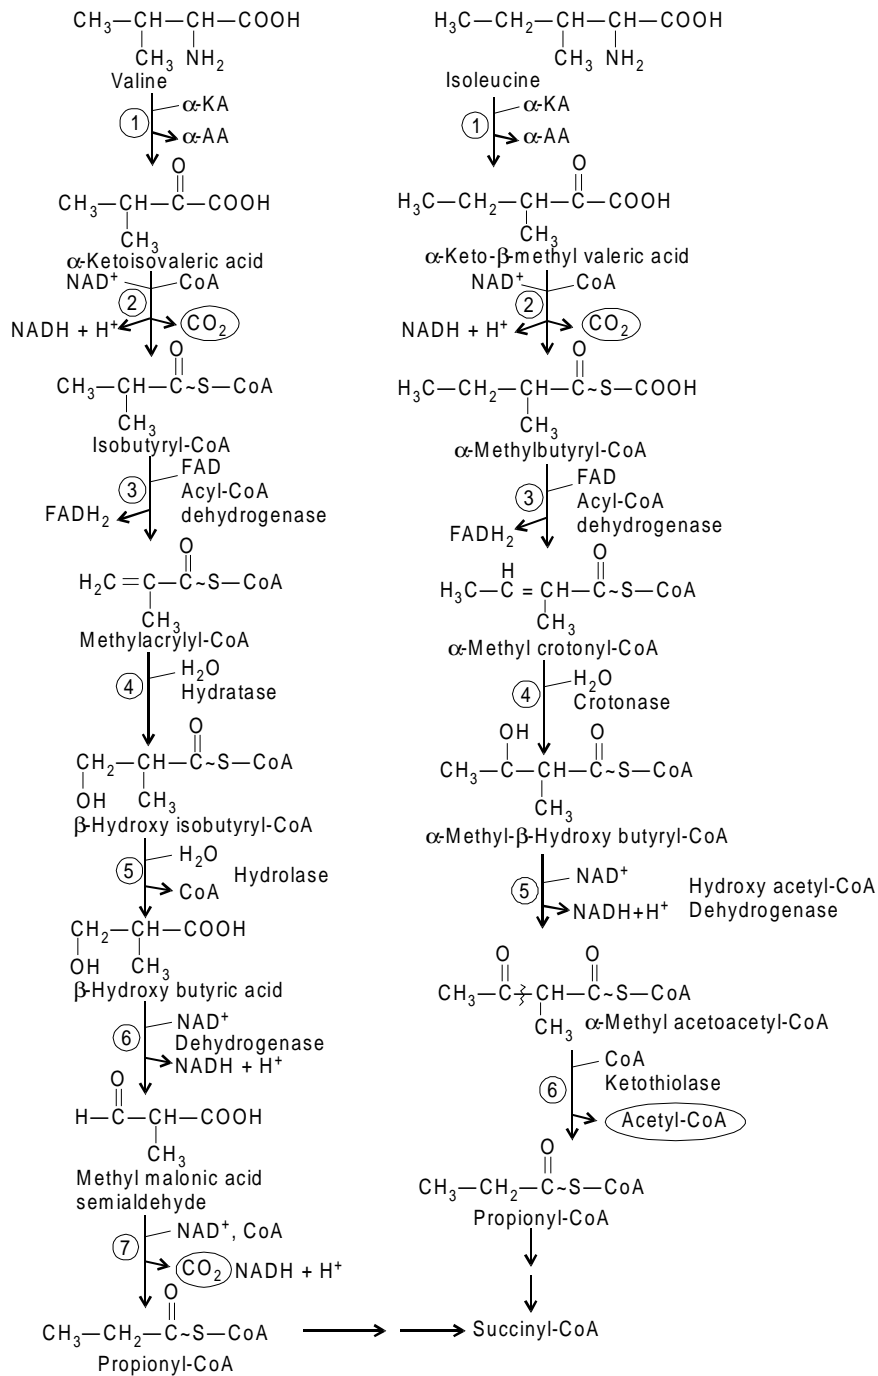 CH3—CH—CH—COOH
CH3 NH2
Valine
α-KA
1
α-AA
O
CH3—CH—C—COOH
CH3
α-Ketoisovaleric acid
NAD+ CoA
2
NADH + H+ CO2
O
CH3—CH—C~S—CoA
CH3
Isobutyryl-CoA
FAD
3 Acyl-CoA
FADH2 dehydrogenase
O
H2C=C—C~S—CoA
CH3
Methylacrylyl-CoA
H2O
4 Hydratase
O
CH2—CH—C~S—CoA
OH CH3
β-Hydroxy isobutyryl-CoA
H2O
5 Hydrolase
CoA
CH2—CH—COOH
OH CH3
β-Hydroxy butyric acid
NAD+
6 Dehydrogenase
NADH + H+
O
H—C—CH—COOH
CH3
Methyl malonic acid
semialdehyde
NAD+, CoA
7
CO2 NADH + H+
O
CH3—CH2—C~S—CoA
Propionyl-CoA
H3C—CH2—CH—CH—COOH
CH3 NH2
Isoleucine
α-KA
1
α-AA
O
H3C—CH2—CH—C—COOH
CH3
α-Keto-β-methyl valeric acid
NAD+ CoA
2
NADH + H+ CO2
O
H3C—CH2—CH—C~S—COOH
CH3
α-Methylbutyryl-CoA
FAD
3 Acyl-CoA
FADH2 dehydrogenase
H O
H3C—C=CH—C~S—CoA
CH3
α-Methyl crotonyl-CoA
H2O
4 Crotonase
OH O
CH3—C—CH—C~S—CoA
CH3
α-Methyl-β-Hydroxy butyryl-CoA
NAD+
5 Hydroxy acetyl-CoA
NADH+H+ Dehydrogenase
O O
CH3—C—CH—C~S—CoA
CH3 α-Methyl acetoacetyl-CoA
CoA
6 Ketothiolase
Acetyl-CoA
O
CH3—CH2—C~S—CoA
Propionyl-CoA
Succinyl-CoA